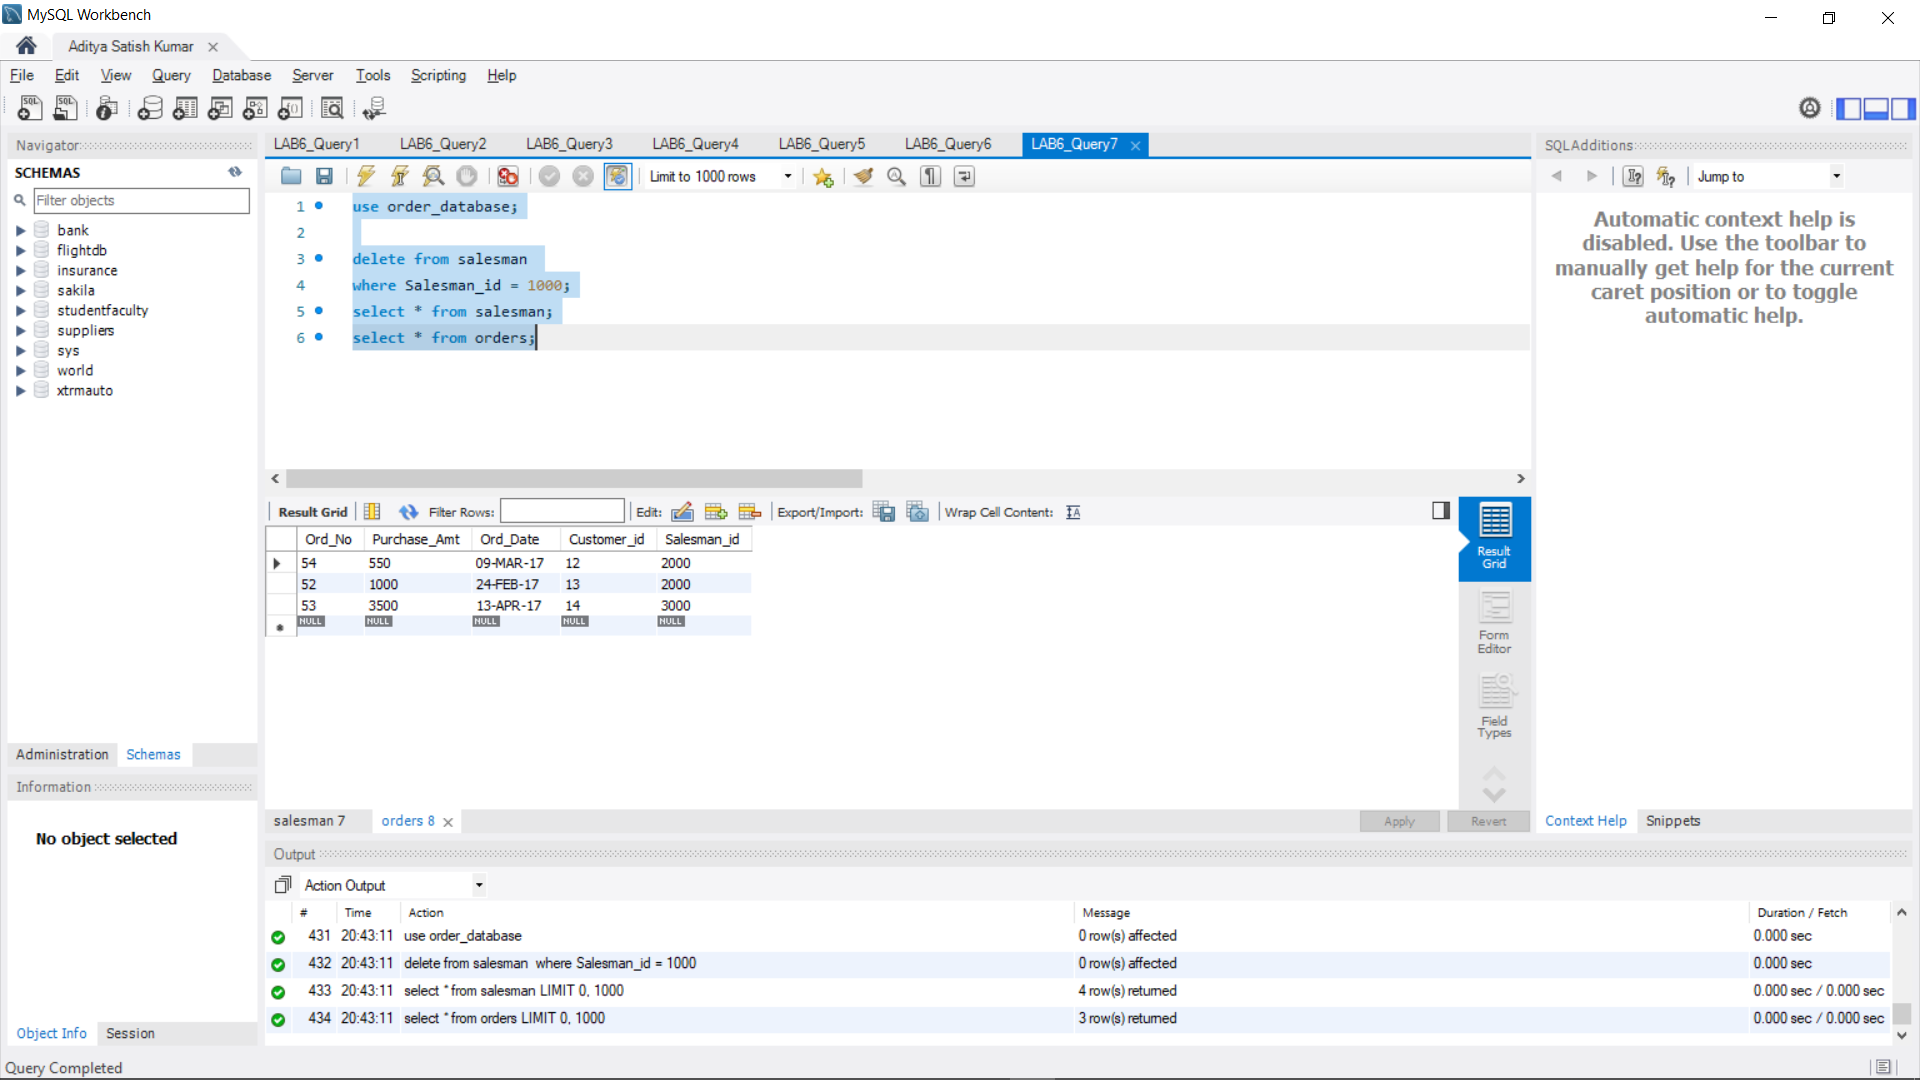 MySQL Workbench
Aditya Satish Kumar
File Edit View Query Database Server Tools Scripting Help
Navigator
SCHEMAS
Filter objects
bank
flightdb
insurance
sakila
studentfaculty
suppliers
sys
world
xtrmauto
Administration Schemas
Information
No object selected
Object Info Session
LAB6_Query1 LAB6_Query2 LAB6_Query3 LAB6_Query4 LAB6_Query5 LAB6_Query6 LAB6_Query7
Limit to 1000 rows
1 use order_database;
2
3 delete from salesman
4 where Salesman_id = 1000;
5 select * from salesman;
6 select * from orders;
Result Grid Filter Rows: Edit: Export/Import: Wrap Cell Content:
Ord_No Purchase_Amt Ord_Date Customer_id Salesman_id
54 550 09-MAR-17 12 2000
52 1000 24-FEB-17 13 2000
53 3500 13-APR-17 14 3000
NULL NULL NULL NULL NULL
Result
Grid
Form
Editor
Field
Types
salesman 7 orders 8
Apply Revert
SQLAdditions
Jump to
Automatic context help is
disabled. Use the toolbar to
manually get help for the current
caret position or to toggle
automatic help.
Context Help Snippets
Output
Action Output
# Time Action Message Duration / Fetch
431 20:43:11 use order_database 0 row(s) affected 0.000 sec
432 20:43:11 delete from salesman where Salesman_id = 1000 0 row(s) affected 0.000 sec
433 20:43:11 select * from salesman LIMIT 0, 1000 4 row(s) returned 0.000 sec / 0.000 sec
434 20:43:11 select * from orders LIMIT 0, 1000 3 row(s) returned 0.000 sec / 0.000 sec
Query Completed